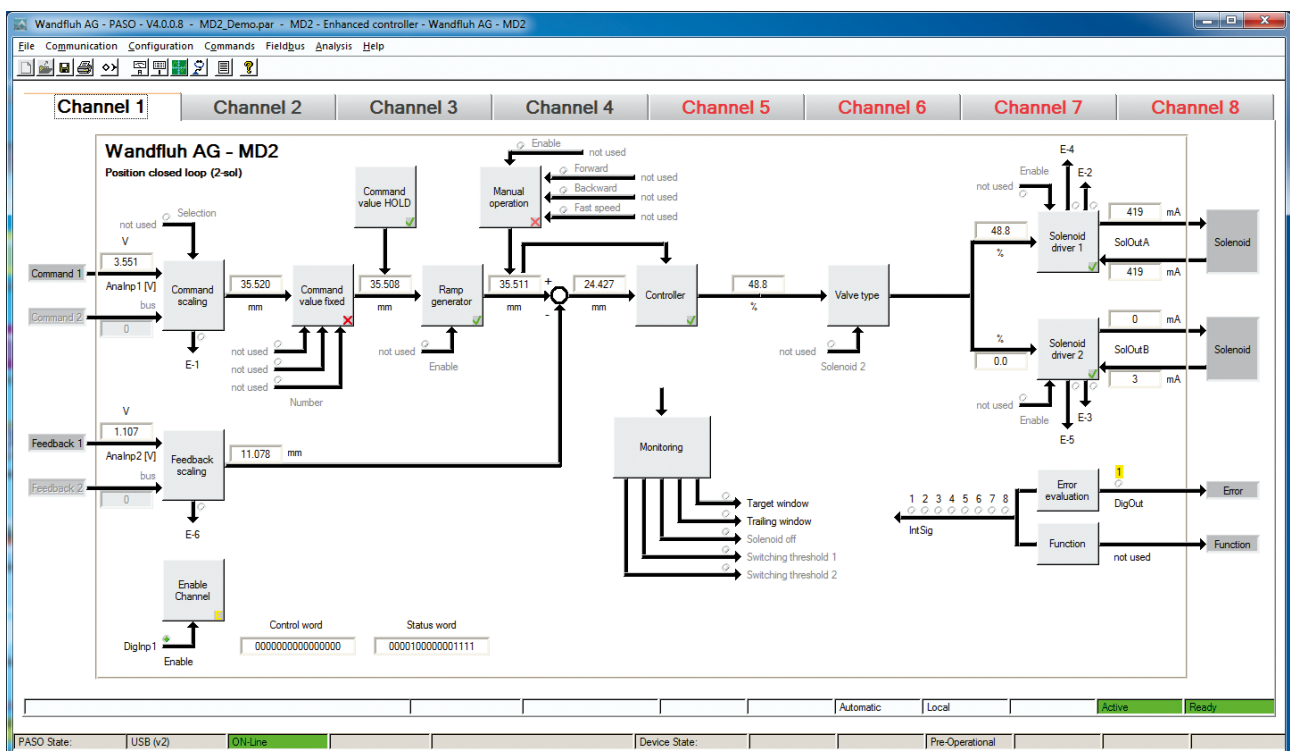 Wandfluh AG - PASO - V4.0.0.8 - MD2_Demo.par - MD2 - Enhanced controller - Wandfluh AG - MD2
File Communication Configuration Commands Fieldbus Analysis Help
Channel 1 Channel 2 Channel 3 Channel 4 Channel 5 Channel 6 Channel 7 Channel 8
Wandfluh AG - MD2
Position closed loop (2-sol)
Selection
not used
V
3.551
Command 1
AnaInp1 [V]
bus
Command 2
0
Command scaling
E-1
35.520
mm
Command value fixed
not used
not used
not used
Number
Command value HOLD
35.508
mm
Ramp generator
not used
Enable
Enable
not used
Forward
not used
Backward
not used
Fast speed
not used
Manual operation
35.511
mm
+
-
24.427
mm
Controller
48.8
%
Valve type
not used
Solenoid 2
48.8
%
%
0.0
E-4
E-2
Enable
not used
Solenoid driver 1
419 mA
SolOutA
419 mA
Solenoid
Solenoid driver 2
0 mA
SolOutB
3 mA
Solenoid
not used
Enable
E-3
E-5
V
1.107
Feedback 1
AnaInp2 [V]
bus
Feedback 2
0
Feedback scaling
E-6
11.078 mm
Monitoring
Target window
Trailing window
Solenoid off
Switching threshold 1
Switching threshold 2
1 2 3 4 5 6 7 8
IntSig
Error evaluation
1
DigOut
Error
Function
not used
Function
Enable Channel
DigInp1
Enable
Control word
0000000000000000
Status word
0000100000001111
Automatic Local Active Ready
PASO State: USB (v2) ON-Line Device State: Pre-Operational